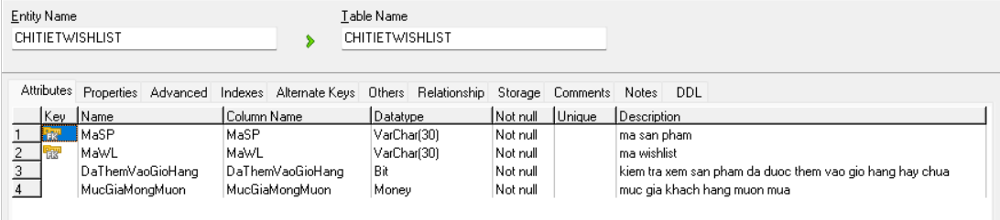 Entity Name Table Name
CHITIETWISHLIST CHITIETWISHLIST
Attributes Properties Advanced Indexes Alternate Keys Others Relationship Storage Comments Notes DDL
Key Name Column Name Datatype Not null Unique Description
1 FK MaSP MaSP VarChar(30) Not null ma san pham
2 FK MaWL MaWL VarChar(30) Not null ma wishlist
3 DaThemVaoGioHang DaThemVaoGioHang Bit Not null kiem tra xem san pham da duoc them vao gio hang hay chua
4 MucGiaMongMuon MucGiaMongMuon Money Not null muc gia khach hang muon mua